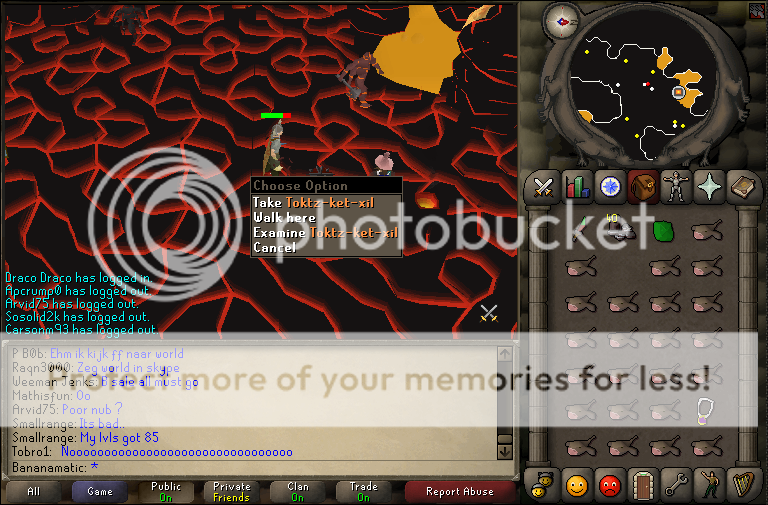 40
Choose Option
Take Toktz-ket-xil
Walk here
Examine Toktz-ket-xil
Cancel
photobucket
Draco Draco has logged in.
Apcrump0 has logged out.
Arvid75 has logged out.
Sosolid2k has logged out.
Carsonm93 has logged out.
P B0b: Ehm ik kijk ff naar world
Raqn3000: Zeg world in skype
Weeman Jenks: B sale all must go
Protect more of your memories for less!
Mathisfun: Oo
Arvid75: Poor nub ?
Smallrange: Its bad..
Smallrange: My lvls got 85
Tobro1: Nooooooooooooooooooooooooooooooooo
Bananamatic: *
All
Game
Public
On
Private
Friends
Clan
On
Trade
On
Report Abuse